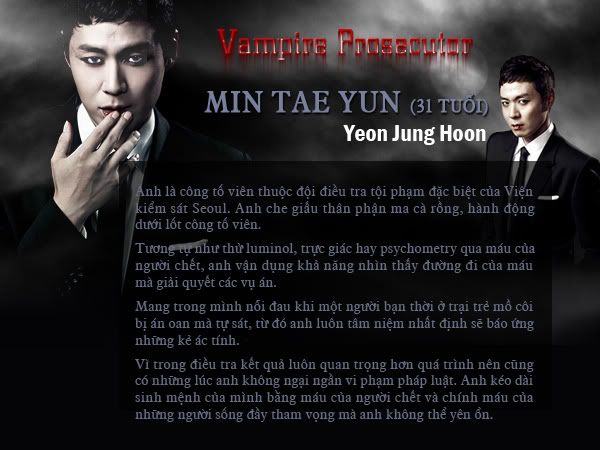 Vampire Prosecutor
MIN TAE YUN (31 TUỔI)
Yeon Jung Hoon
Anh là công tố viên thuộc đội điều tra tội phạm đặc biệt của Viện
kiểm sát Seoul. Anh che giấu thân phận ma cà rồng, hành động
dưới lốt công tố viên.
Tương tự như thử luminol, trực giác hay psychometry qua máu của
người chết, anh vận dụng khả năng nhìn thấy đường đi của máu
mà giải quyết các vụ án.
Mang trong mình nỗi đau khi một người bạn thời ở trại trẻ mồ côi
bị án oan mà tự sát, từ đó anh luôn tâm niệm nhất định sẽ báo ứng
những kẻ ác tính.
Vì trong điều tra kết quả luôn quan trọng hơn quá trình nên cũng
có những lúc anh không ngại ngần vi phạm pháp luật. Anh kéo dài
sinh mệnh của mình bằng máu của người chết và chính máu của
những người sống đầy tham vọng mà anh không thể yên ổn.